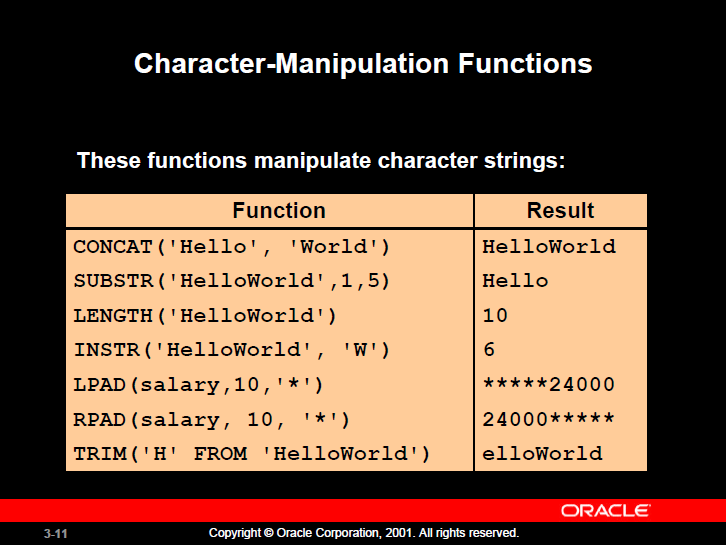 Character-Manipulation Functions
These functions manipulate character strings:
Function Result
CONCAT('Hello', 'World') HelloWorld
SUBSTR('HelloWorld',1,5) Hello
LENGTH('HelloWorld') 10
INSTR('HelloWorld', 'W') 6
LPAD(salary,10,'*') *****24000
RPAD(salary, 10, '*') 24000*****
TRIM('H' FROM 'HelloWorld') elloWorld
ORACLE
3-11 Copyright © Oracle Corporation, 2001. All rights reserved.